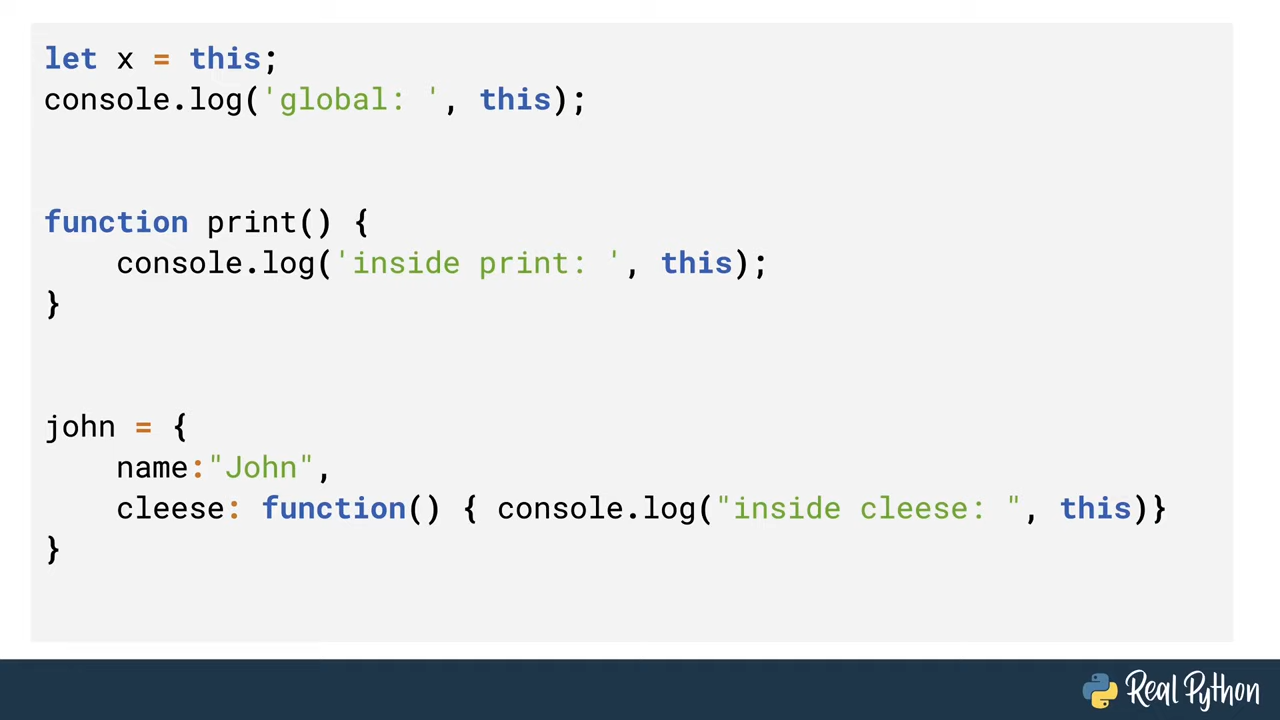 let x = this;
console.log('global: ', this);
function print() {
    console.log('inside print: ', this);
}
john = {
    name:"John",
    cleese: function() { console.log("inside cleese: ", this)}
}
Real Python